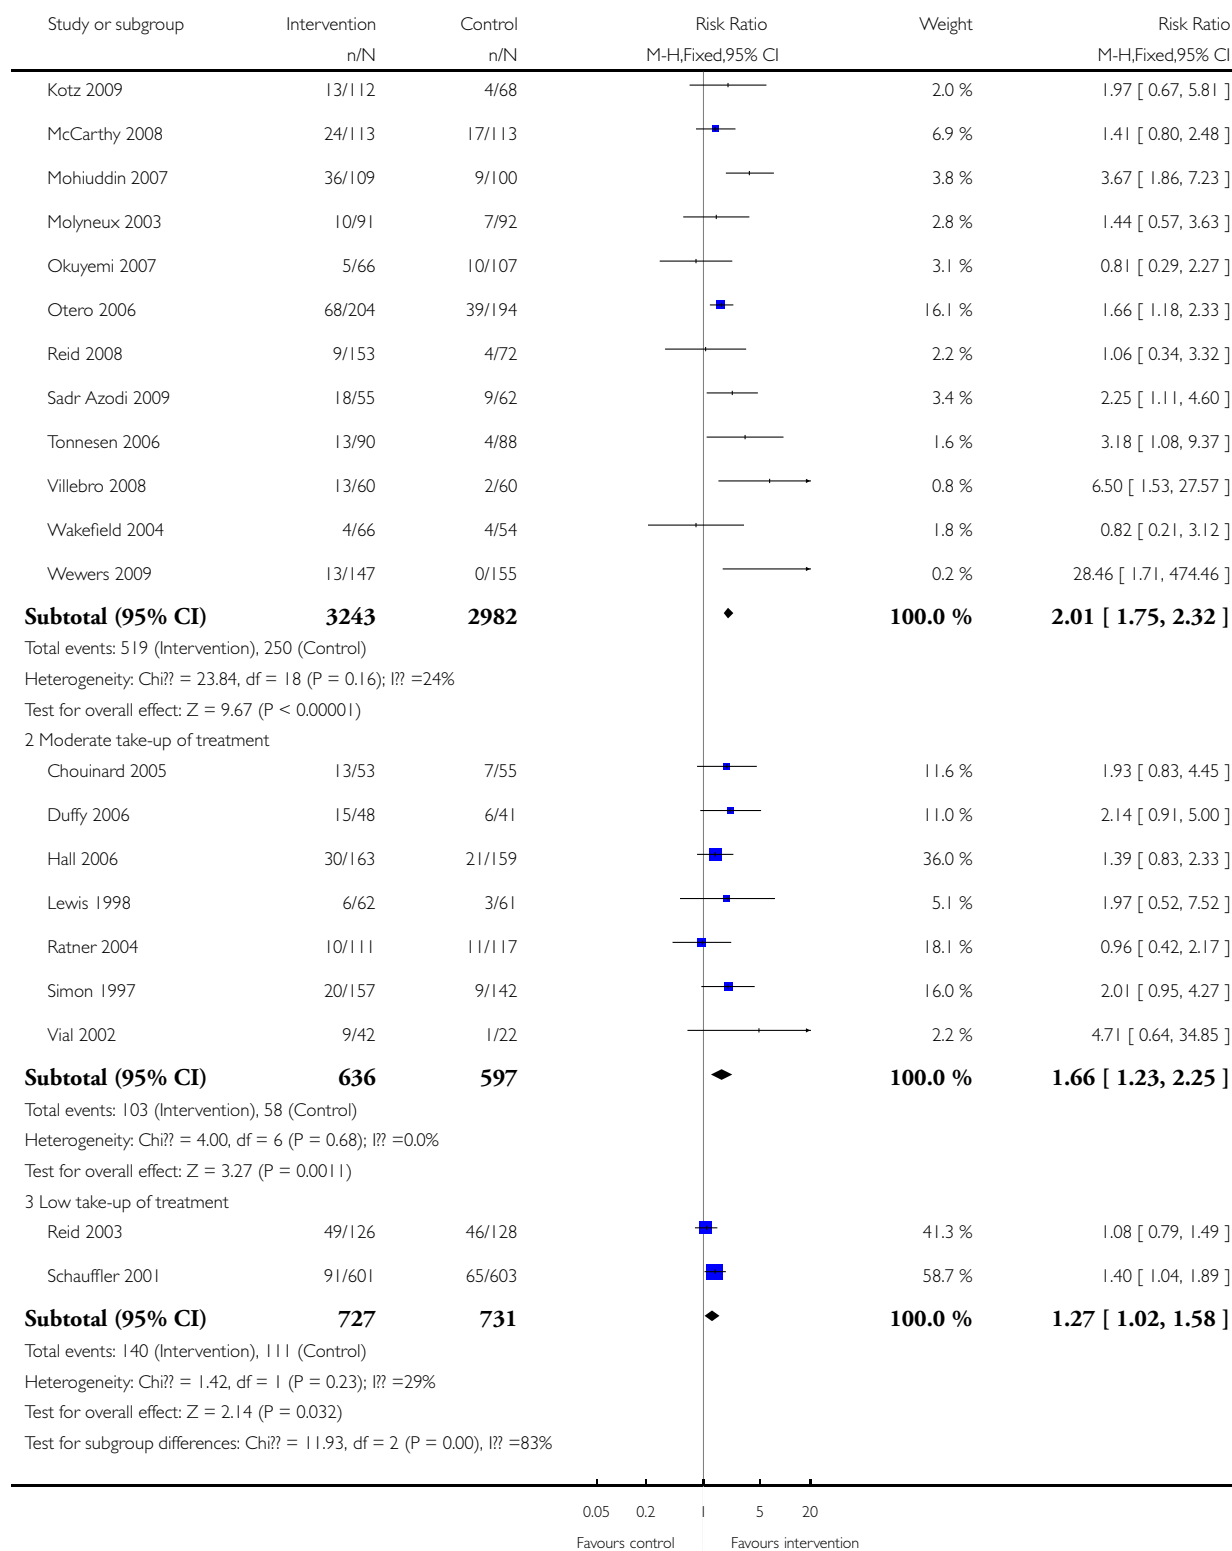 Study or subgroup Intervention Control Risk Ratio Weight Risk Ratio
n/N n/N M-H,Fixed,95% CI M-H,Fixed,95% CI
Kotz 2009 13/112 4/68 2.0 % 1.97 [ 0.67, 5.81 ]
McCarthy 2008 24/113 17/113 6.9 % 1.41 [ 0.80, 2.48 ]
Mohiuddin 2007 36/109 9/100 3.8 % 3.67 [ 1.86, 7.23 ]
Molyneux 2003 10/91 7/92 2.8 % 1.44 [ 0.57, 3.63 ]
Okuyemi 2007 5/66 10/107 3.1 % 0.81 [ 0.29, 2.27 ]
Otero 2006 68/204 39/194 16.1 % 1.66 [ 1.18, 2.33 ]
Reid 2008 9/153 4/72 2.2 % 1.06 [ 0.34, 3.32 ]
Sadr Azodi 2009 18/55 9/62 3.4 % 2.25 [ 1.11, 4.60 ]
Tonnesen 2006 13/90 4/88 1.6 % 3.18 [ 1.08, 9.37 ]
Villebro 2008 13/60 2/60 0.8 % 6.50 [ 1.53, 27.57 ]
Wakefield 2004 4/66 4/54 1.8 % 0.82 [ 0.21, 3.12 ]
Wewers 2009 13/147 0/155 0.2 % 28.46 [ 1.71, 474.46 ]
Subtotal (95% CI) 3243 2982 100.0 % 2.01 [ 1.75, 2.32 ]
Total events: 519 (Intervention), 250 (Control)
Heterogeneity: Chi?? = 23.84, df = 18 (P = 0.16); I?? =24%
Test for overall effect: Z = 9.67 (P < 0.00001)
2 Moderate take-up of treatment
Chouinard 2005 13/53 7/55 11.6 % 1.93 [ 0.83, 4.45 ]
Duffy 2006 15/48 6/41 11.0 % 2.14 [ 0.91, 5.00 ]
Hall 2006 30/163 21/159 36.0 % 1.39 [ 0.83, 2.33 ]
Lewis 1998 6/62 3/61 5.1 % 1.97 [ 0.52, 7.52 ]
Ratner 2004 10/111 11/117 18.1 % 0.96 [ 0.42, 2.17 ]
Simon 1997 20/157 9/142 16.0 % 2.01 [ 0.95, 4.27 ]
Vial 2002 9/42 1/22 2.2 % 4.71 [ 0.64, 34.85 ]
Subtotal (95% CI) 636 597 100.0 % 1.66 [ 1.23, 2.25 ]
Total events: 103 (Intervention), 58 (Control)
Heterogeneity: Chi?? = 4.00, df = 6 (P = 0.68); I?? =0.0%
Test for overall effect: Z = 3.27 (P = 0.0011)
3 Low take-up of treatment
Reid 2003 49/126 46/128 41.3 % 1.08 [ 0.79, 1.49 ]
Schauffler 2001 91/601 65/603 58.7 % 1.40 [ 1.04, 1.89 ]
Subtotal (95% CI) 727 731 100.0 % 1.27 [ 1.02, 1.58 ]
Total events: 140 (Intervention), 111 (Control)
Heterogeneity: Chi?? = 1.42, df = 1 (P = 0.23); I?? =29%
Test for overall effect: Z = 2.14 (P = 0.032)
Test for subgroup differences: Chi?? = 11.93, df = 2 (P = 0.00), I?? =83%
0.05 0.2 1 5 20
Favours control Favours intervention